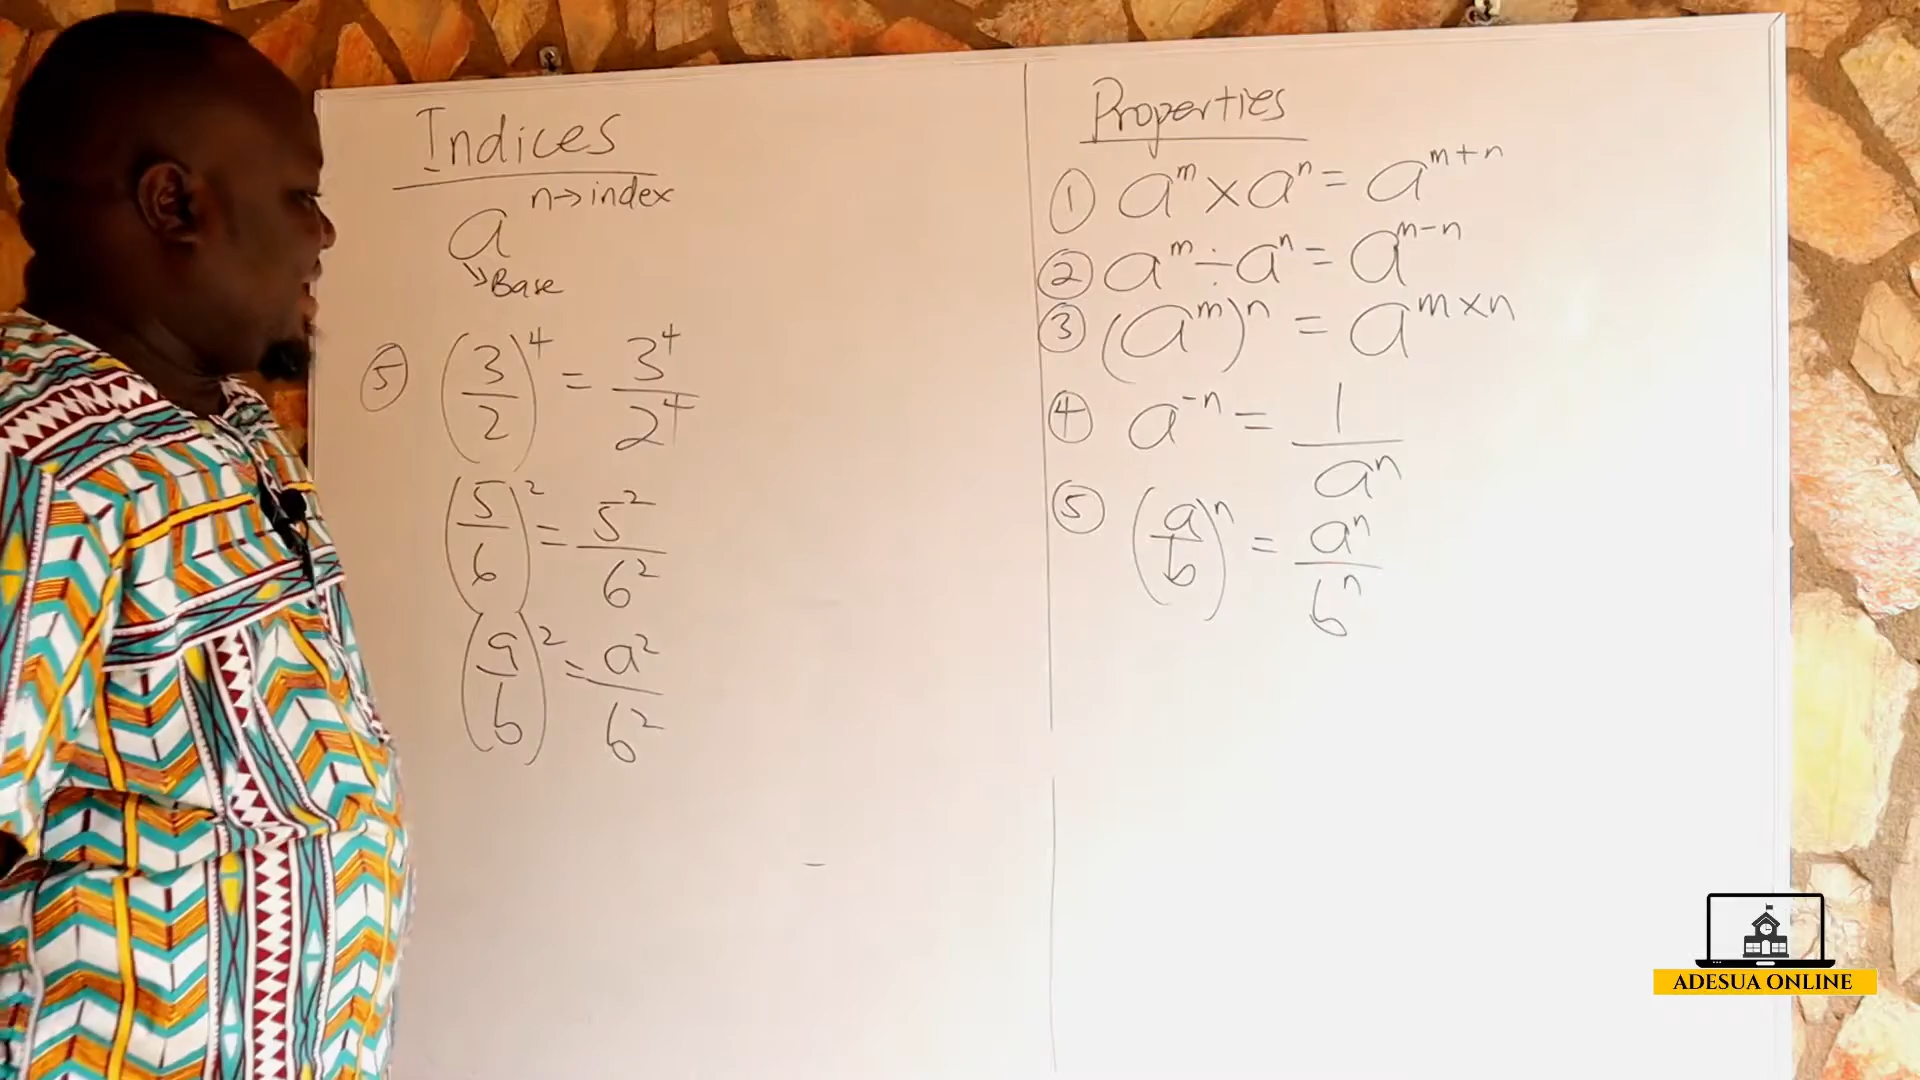 Indices
aⁿ n→index
↘Base
⑤ (3/2)⁴ = 3⁴/2⁴
(5/6)² = 5²/6²
(a/b)² = a²/b²
Properties
① aᵐ × aⁿ = aᵐ⁺ⁿ
② aᵐ ÷ aⁿ = aᵐ⁻ⁿ
③ (aᵐ)ⁿ = aᵐˣⁿ
④ a⁻ⁿ = 1/aⁿ
⑤ (a/b)ⁿ = aⁿ/bⁿ
ADESUA ONLINE